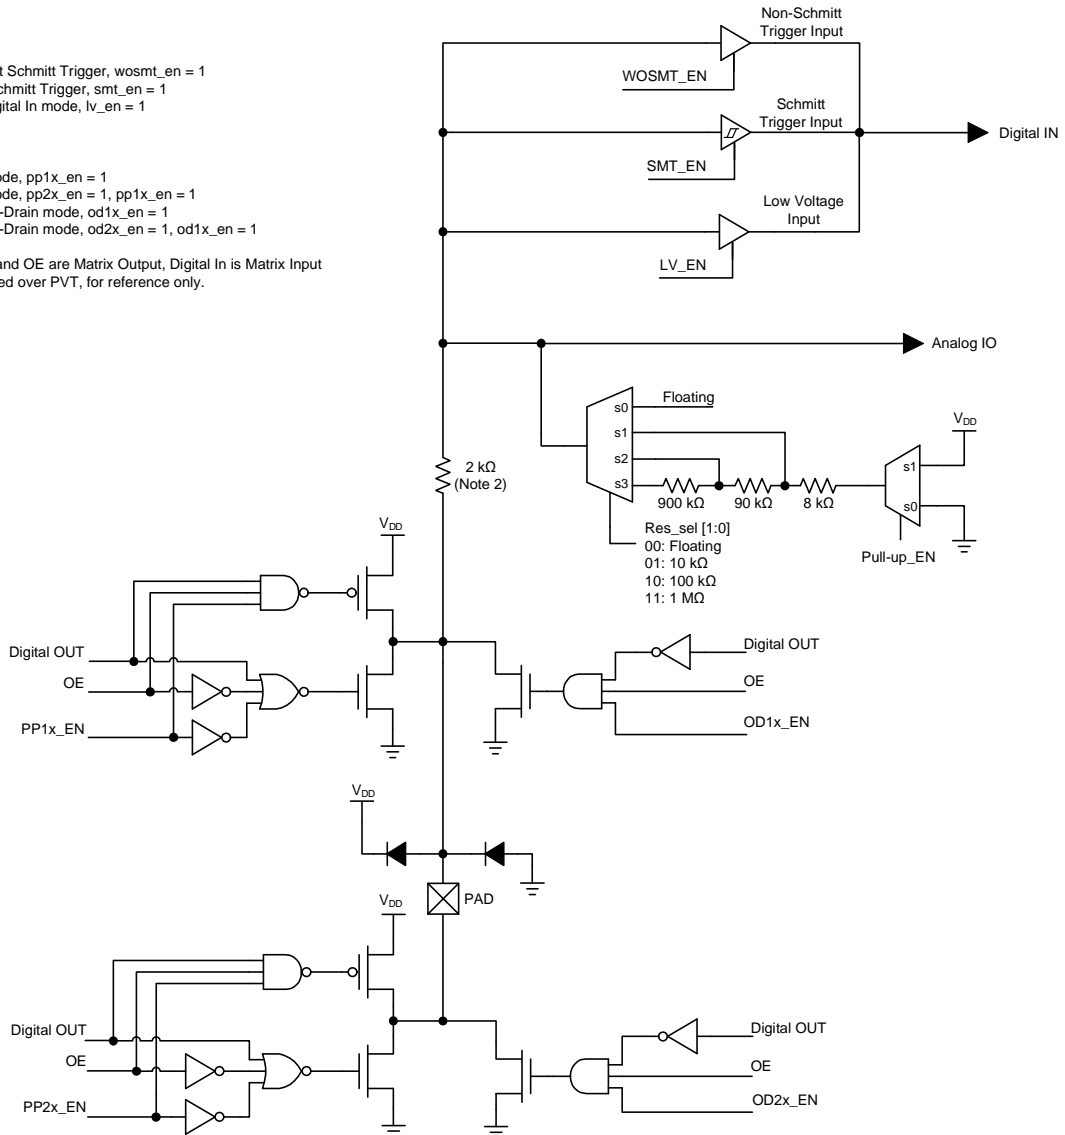 Non-Schmitt
Trigger Input
t Schmitt Trigger, wosmt_en = 1
chmitt Trigger, smt_en = 1
gital In mode, lv_en = 1
WOSMT_EN
Schmitt
Trigger Input
Digital IN
SMT_EN
ode, pp1x_en = 1
ode, pp2x_en = 1, pp1x_en = 1
-Drain mode, od1x_en = 1
-Drain mode, od2x_en = 1, od1x_en = 1
Low Voltage
Input
and OE are Matrix Output, Digital In is Matrix Input
ed over PVT, for reference only.
LV_EN
Analog IO
s0
Floating
s1
s2
s3
VDD
s1
s0
2 kΩ
(Note 2)
900 kΩ
90 kΩ
8 kΩ
Res_sel [1:0]
00: Floating
01: 10 kΩ
10: 100 kΩ
11: 1 MΩ
Pull-up_EN
VDD
Digital OUT
OE
PP1x_EN
Digital OUT
OE
OD1x_EN
VDD
PAD
VDD
Digital OUT
OE
PP2x_EN
Digital OUT
OE
OD2x_EN